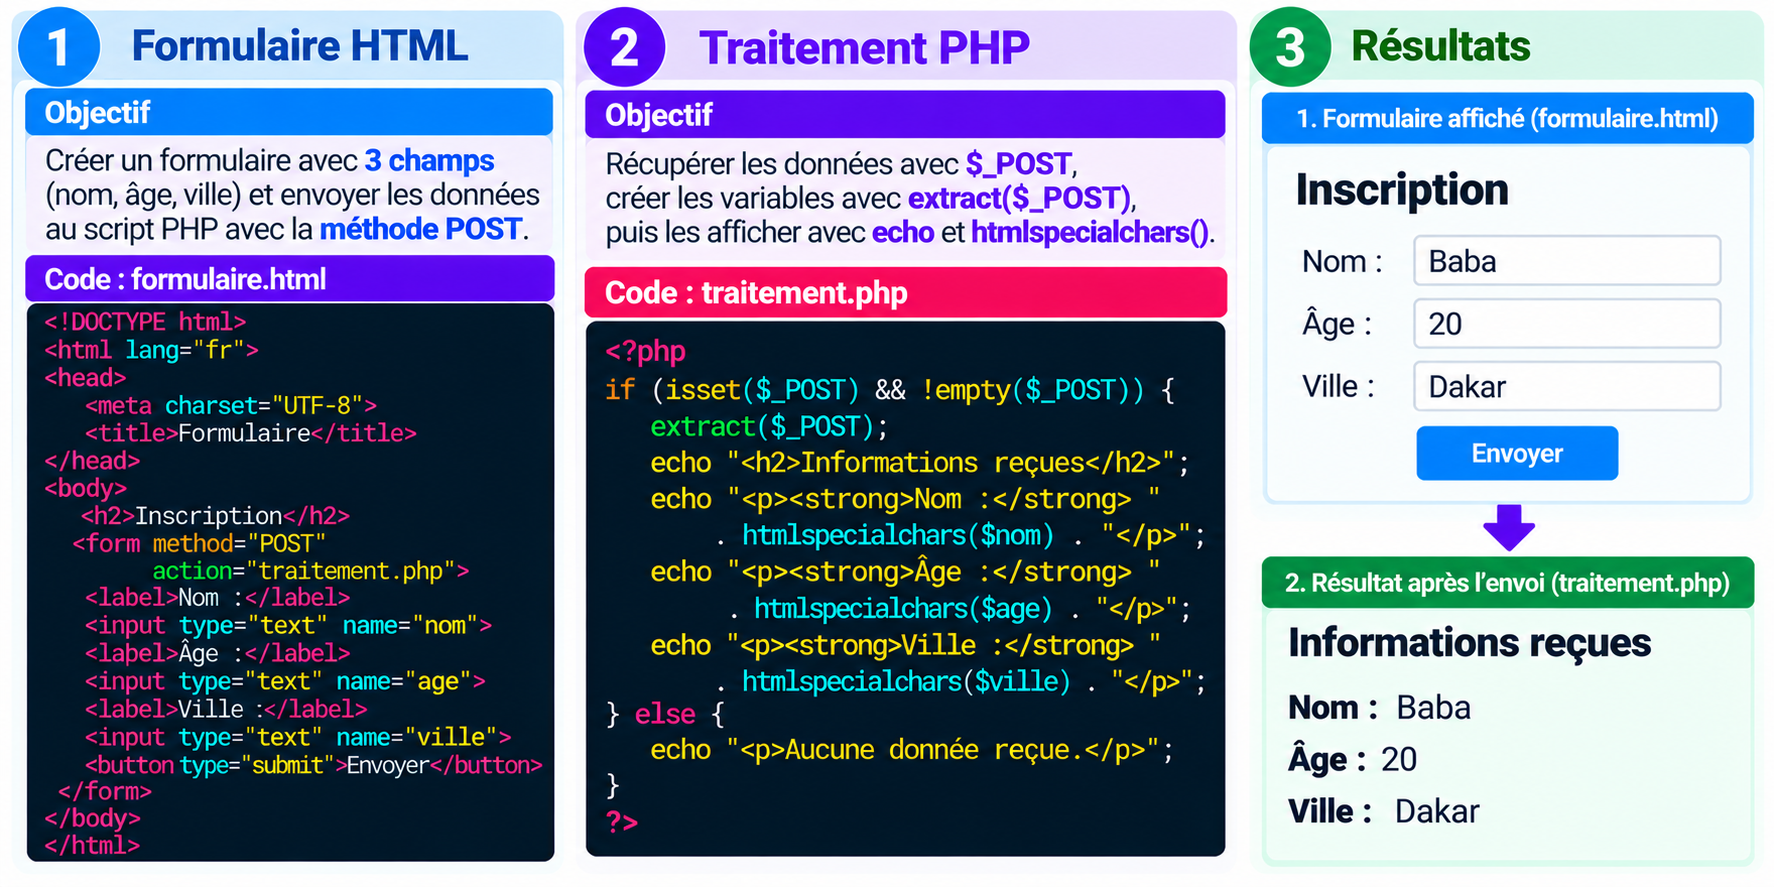 1 Formulaire HTML
Objectif
Créer un formulaire avec 3 champs
(nom, âge, ville) et envoyer les données
au script PHP avec la méthode POST.
Code : formulaire.html
<!DOCTYPE html>
<html lang="fr">
<head>
<meta charset="UTF-8">
<title>Formulaire</title>
</head>
<body>
<h2>Inscription</h2>
<form method="POST"
action="traitement.php">
<label>Nom :</label>
<input type="text" name="nom">
<label>Âge :</label>
<input type="text" name="age">
<label>Ville :</label>
<input type="text" name="ville">
<button type="submit">Envoyer</button>
</form>
</body>
</html>
2 Traitement PHP
Objectif
Récupérer les données avec $_POST,
créer les variables avec extract($_POST),
puis les afficher avec echo et htmlspecialchars().
Code : traitement.php
<?php
if (isset($_POST) && !empty($_POST)) {
extract($_POST);
echo "<h2>Informations reçues</h2>";
echo "<p><strong>Nom :</strong> "
. htmlspecialchars($nom) . "</p>";
echo "<p><strong>Âge :</strong> "
. htmlspecialchars($age) . "</p>";
echo "<p><strong>Ville :</strong> "
. htmlspecialchars($ville) . "</p>";
} else {
echo "<p>Aucune donnée reçue.</p>";
}
?>
3 Résultats
1. Formulaire affiché (formulaire.html)
Inscription
Nom : Baba
Âge : 20
Ville : Dakar
Envoyer
2. Résultat après l'envoi (traitement.php)
Informations reçues
Nom : Baba
Âge : 20
Ville : Dakar